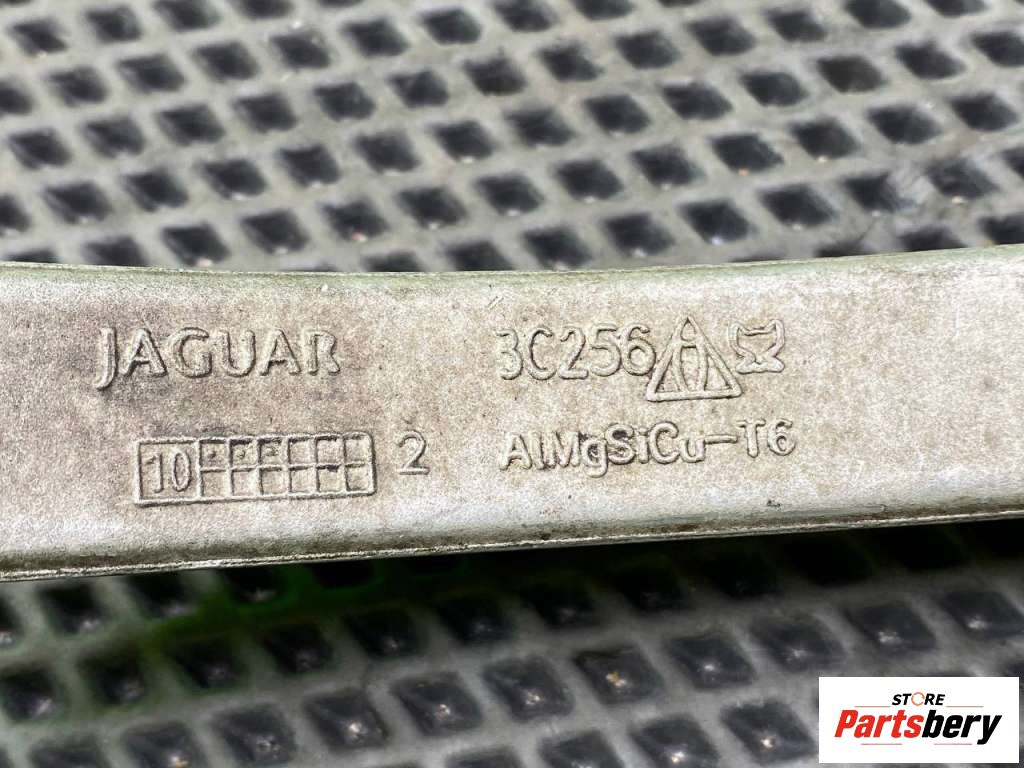 JAGUAR 3C256
10 2 AlMgSiCu-T6
STORE
Partsbery